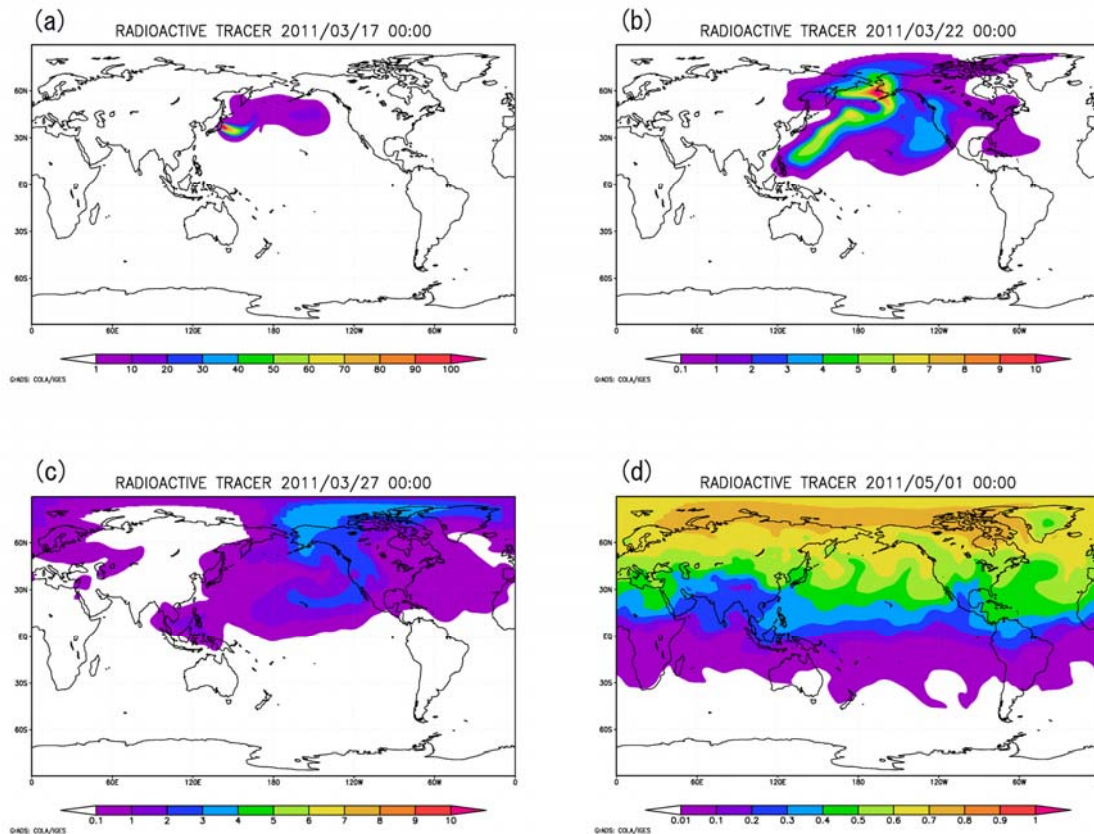 (a)
RADIOACTIVE TRACER 2011/03/17 00:00
60N
30N
EQ
30S
60S
0 60E 120E 180 120W 60W 0
1 10 20 30 40 50 60 70 80 90 100
GrADS: COLA/IGES
(b)
RADIOACTIVE TRACER 2011/03/22 00:00
60N
30N
EQ
30S
60S
0 60E 120E 180 120W 60W
0.1 1 2 3 4 5 6 7 8 9 10
GrADS: COLA/IGES
(c)
RADIOACTIVE TRACER 2011/03/27 00:00
60N
30N
EQ
30S
60S
0 60E 120E 180 120W 60W 0
0.1 1 2 3 4 5 6 7 8 9 10
GrADS: COLA/IGES
(d)
RADIOACTIVE TRACER 2011/05/01 00:00
60N
30N
EQ
30S
60S
0 60E 120E 180 120W 60W
0.01 0.1 0.2 0.3 0.4 0.5 0.6 0.7 0.8 0.9 1
GrADS: COLA/IGES